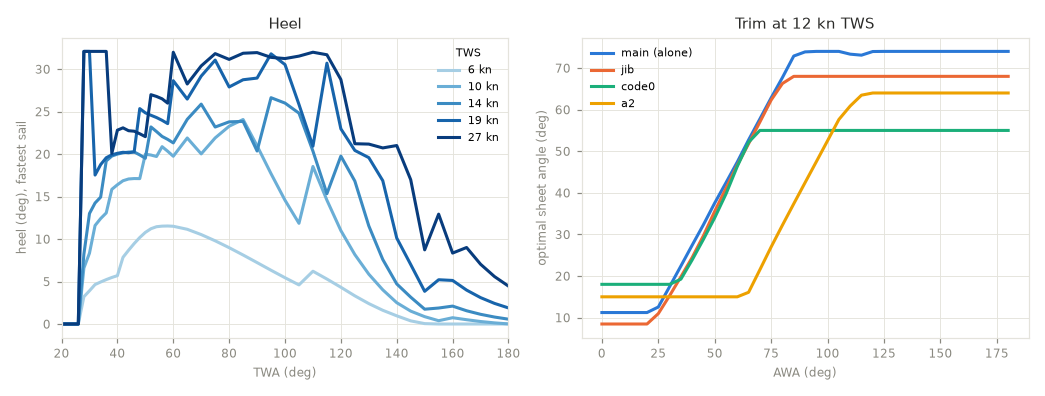 Heel
heel (deg), fastest sail
30
25
20
15
10
5
0
20 40 60 80 100 120 140 160 180
TWA (deg)
TWS
6 kn
10 kn
14 kn
19 kn
27 kn
Trim at 12 kn TWS
optimal sheet angle (deg)
70
60
50
40
30
20
10
0 25 50 75 100 125 150 175
AWA (deg)
main (alone)
jib
code0
a2